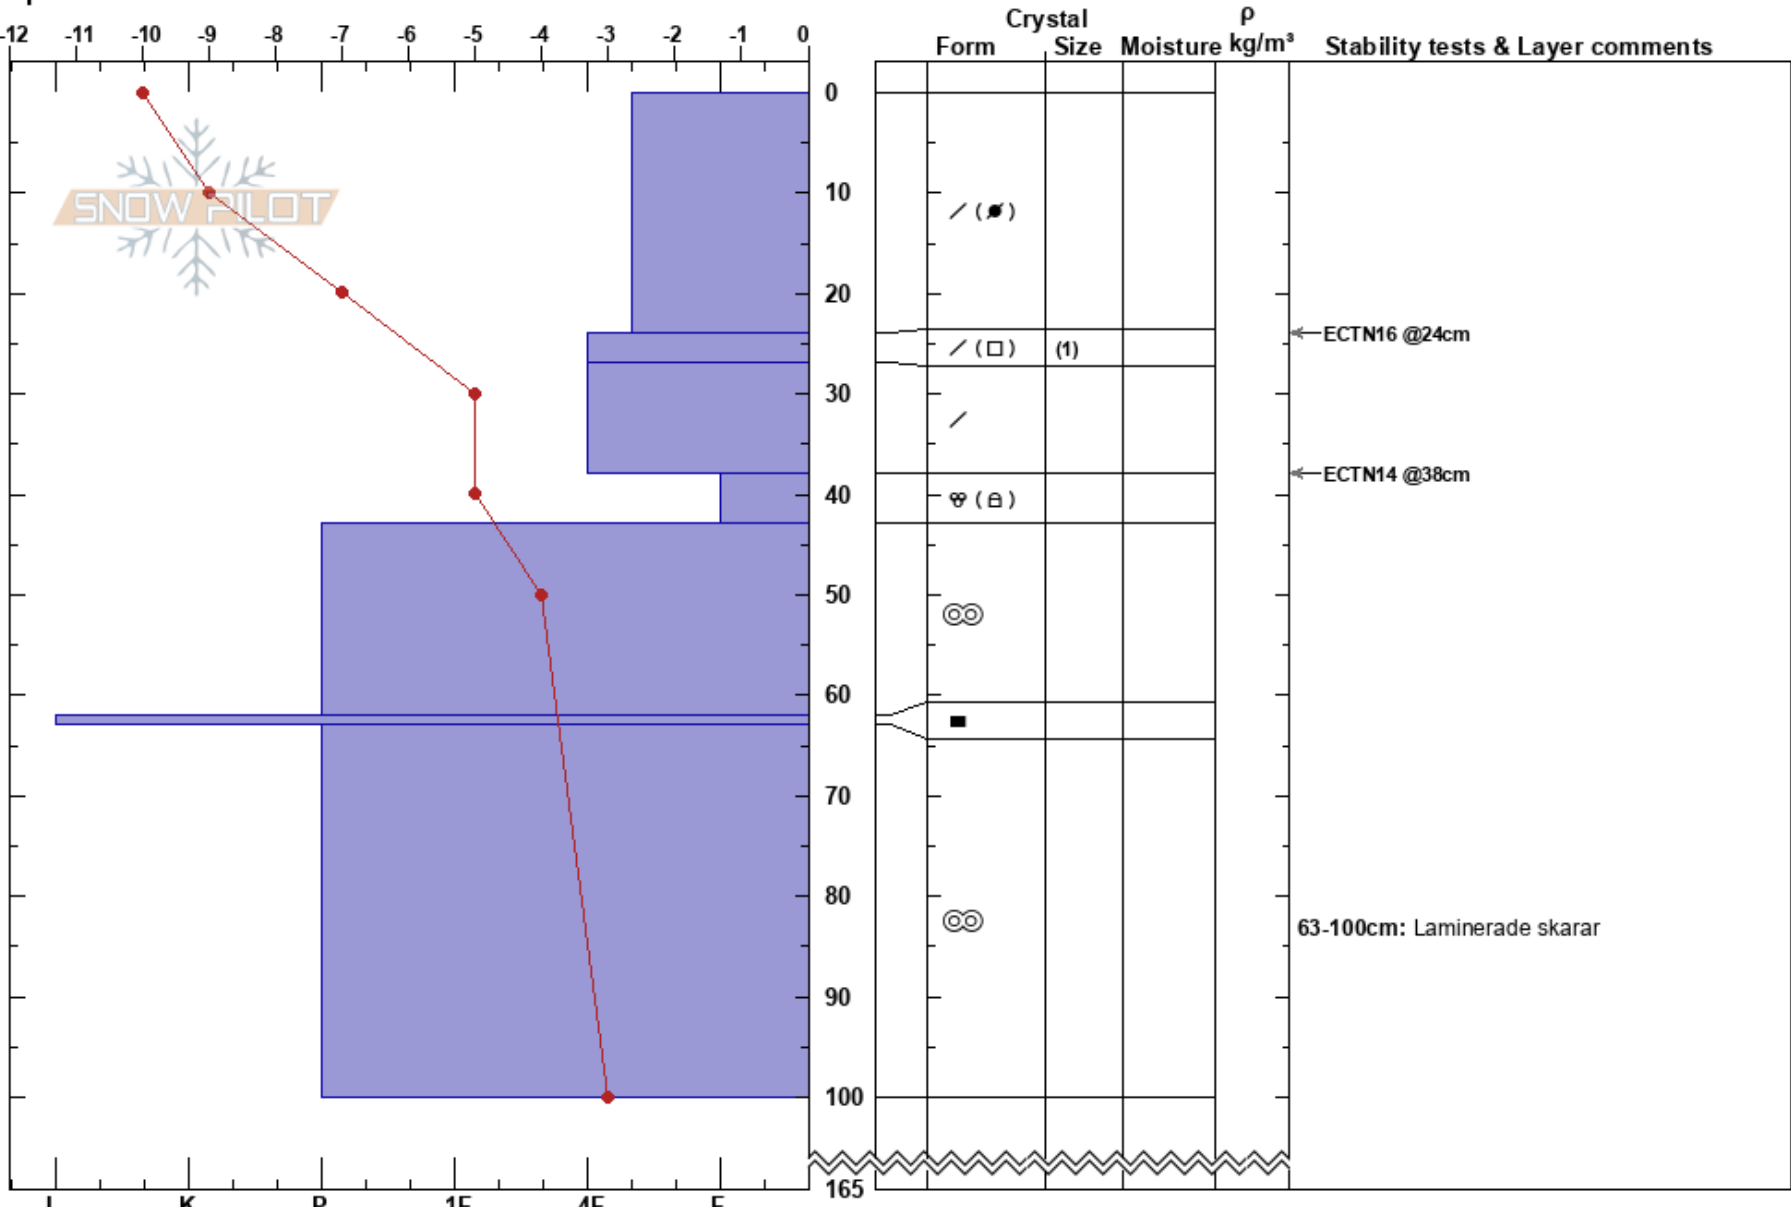 Crystal ρ
-12 -11 -10 -9 -8 -7 -6 -5 -4 -3 -2 -1 0
Form Size Moisture kg/m³ Stability tests & Layer comments
0
SNOW PILOT
10
20
ECTN16 @24cm
(1)
30
ECTN14 @38cm
40
50
60
70
80
63-100cm: Laminerade skarar
90
100
165
I K P 1F 4F F